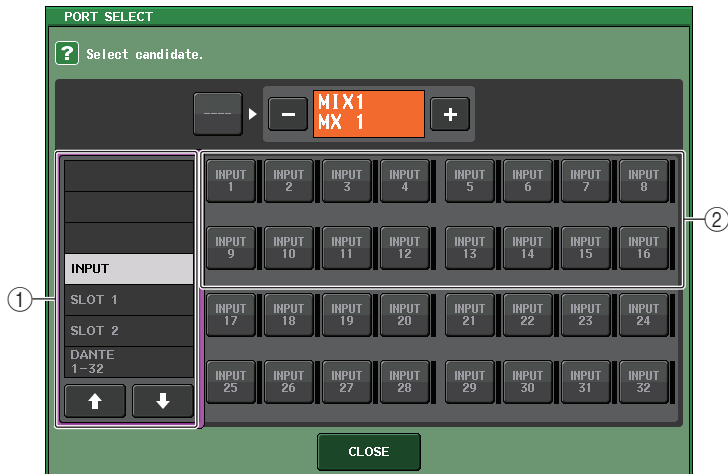 PORT SELECT
? Select candidate.
---- − MIX1 +
MX 1
INPUT 1 INPUT 2 INPUT 3 INPUT 4 INPUT 5 INPUT 6 INPUT 7 INPUT 8
2
INPUT 9 INPUT 10 INPUT 11 INPUT 12 INPUT 13 INPUT 14 INPUT 15 INPUT 16
INPUT
1
SLOT 1
SLOT 2
DANTE
1-32
INPUT 17 INPUT 18 INPUT 19 INPUT 20 INPUT 21 INPUT 22 INPUT 23 INPUT 24
INPUT 25 INPUT 26 INPUT 27 INPUT 28 INPUT 29 INPUT 30 INPUT 31 INPUT 32
CLOSE